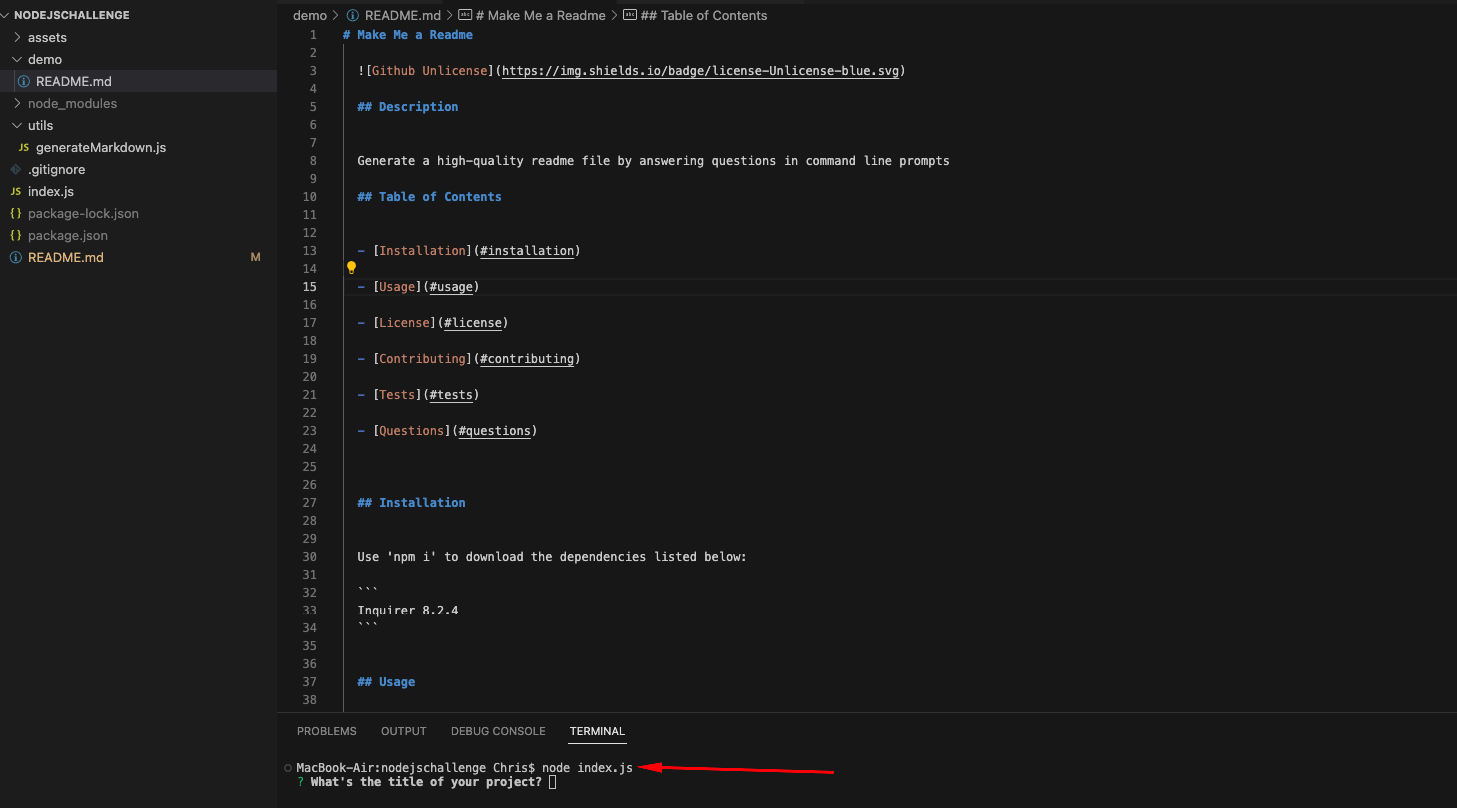 NODEJSCHALLENGE
assets
demo
README.md
node_modules
utils
JS generateMarkdown.js
.gitignore
JS index.js
{} package-lock.json
{} package.json
README.md M
demo > README.md > # Make Me a Readme > ## Table of Contents
1 # Make Me a Readme
2
3 ![Github Unlicense](https://img.shields.io/badge/license-Unlicense-blue.svg)
4
5 ## Description
6
7
8 Generate a high-quality readme file by answering questions in command line prompts
9
10 ## Table of Contents
11
12
13 - [Installation](#installation)
14
15 - [Usage](#usage)
16
17 - [License](#license)
18
19 - [Contributing](#contributing)
20
21 - [Tests](#tests)
22
23 - [Questions](#questions)
24
25
26
27 ## Installation
28
29
30 Use 'npm i' to download the dependencies listed below:
31
32 ```
33 Inquirer 8.2.4
34 ```
35
36
37 ## Usage
38
PROBLEMS OUTPUT DEBUG CONSOLE TERMINAL
MacBook-Air:nodejschallenge Chris$ node index.js
? What's the title of your project?